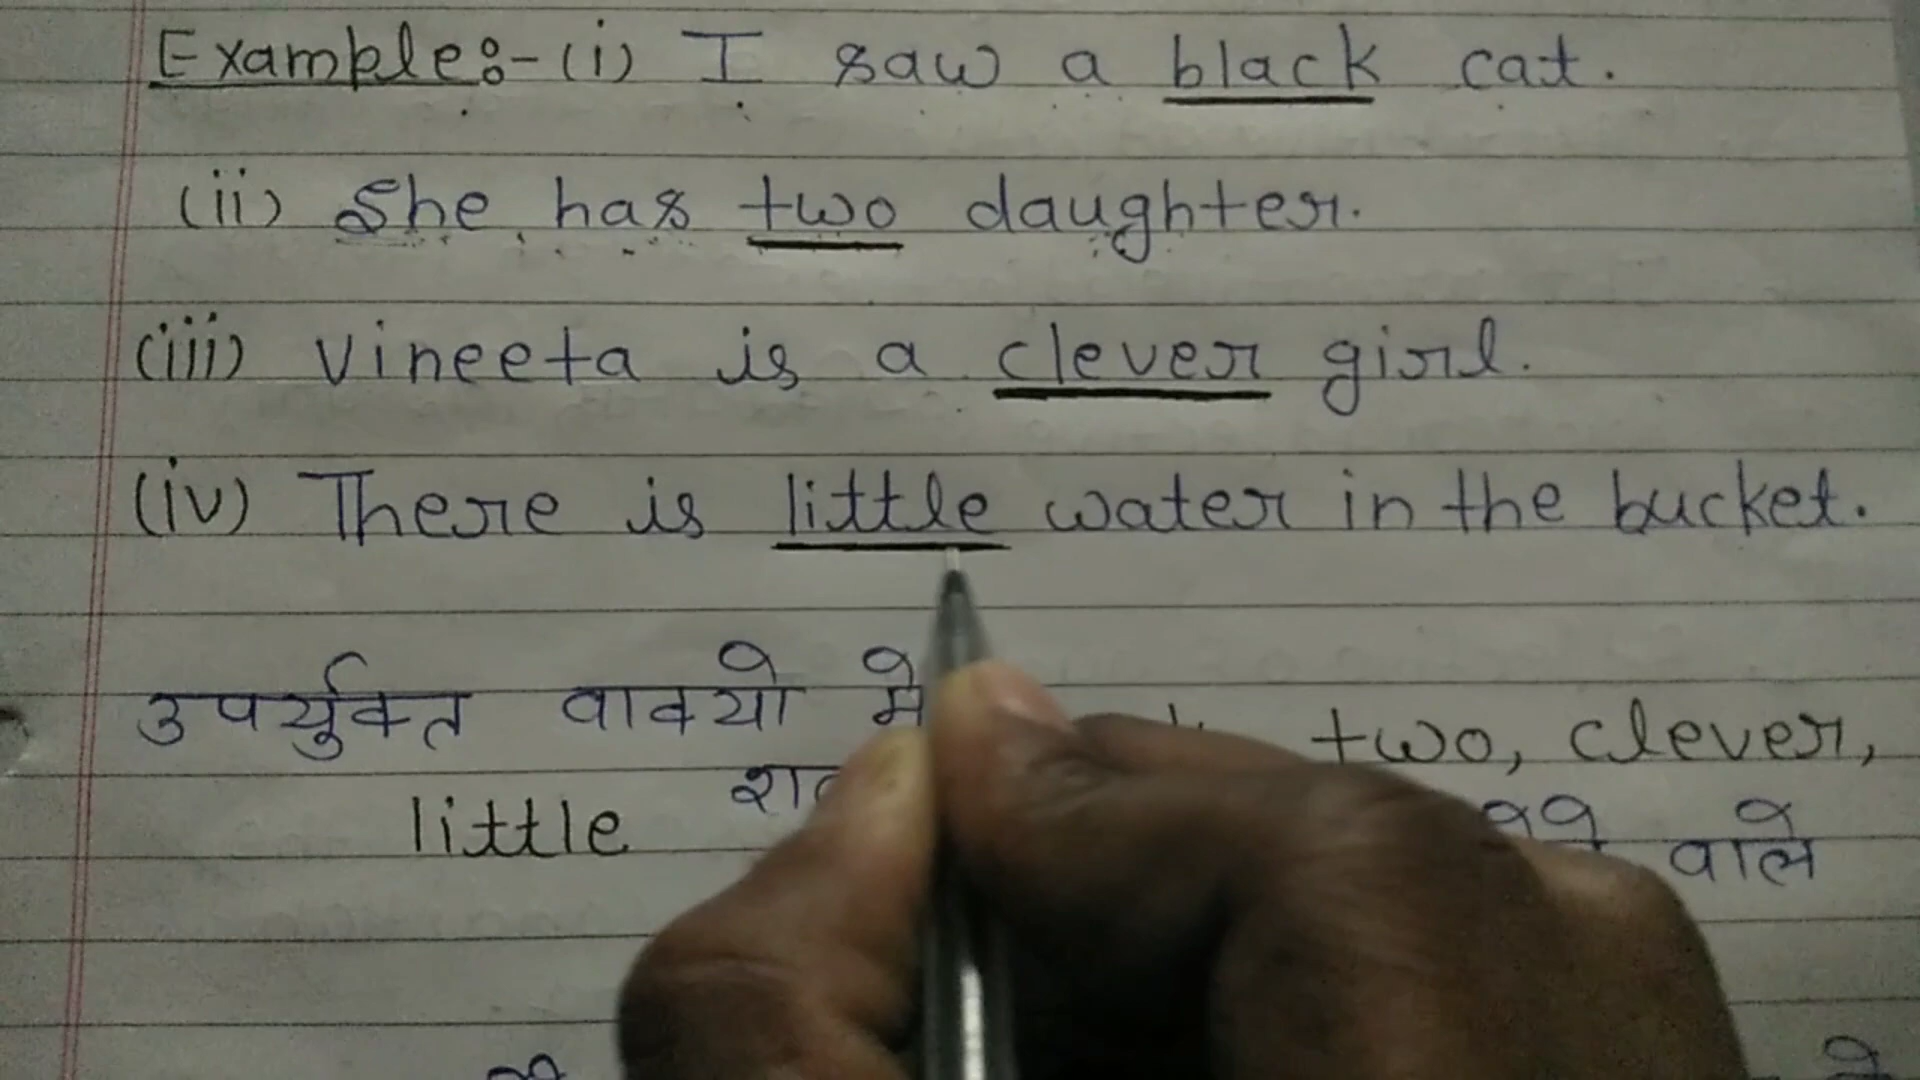 Example:- (i) I saw a black cat.
(ii) She has two daughter.
(iii) Vineeta is a clever girl.
(iv) There is little water in the bucket.
उपर्युक्त वाक्यो मे two, clever,
little वाले